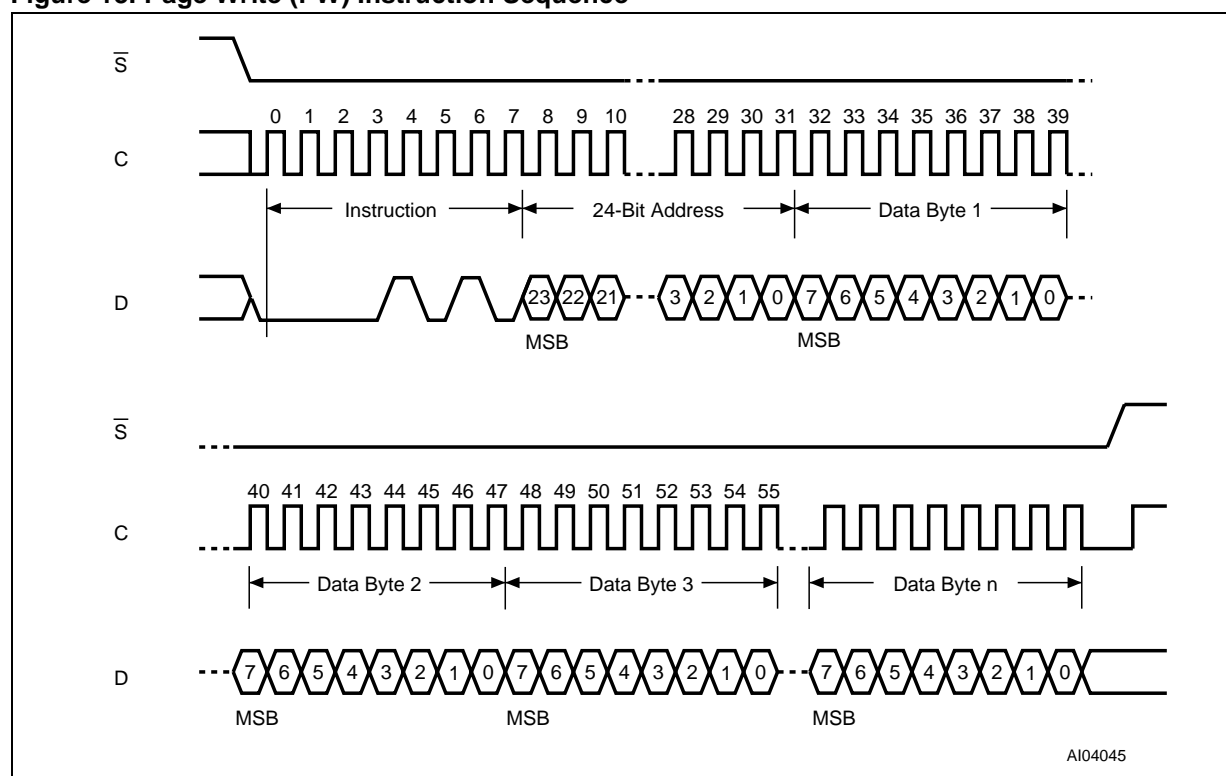 Figure Page Write (PW) Instruction Sequence
S
0 1 2 3 4 5 6 7 8 9 10 28 29 30 31 32 33 34 35 36 37 38 39
C
Instruction 24-Bit Address Data Byte 1
D 23 22 21 3 2 1 0 7 6 5 4 3 2 1 0
MSB MSB
S
40 41 42 43 44 45 46 47 48 49 50 51 52 53 54 55
C
Data Byte 2 Data Byte 3 Data Byte n
D 7 6 5 4 3 2 1 0 7 6 5 4 3 2 1 0 7 6 5 4 3 2 1 0
MSB MSB MSB
AI04045